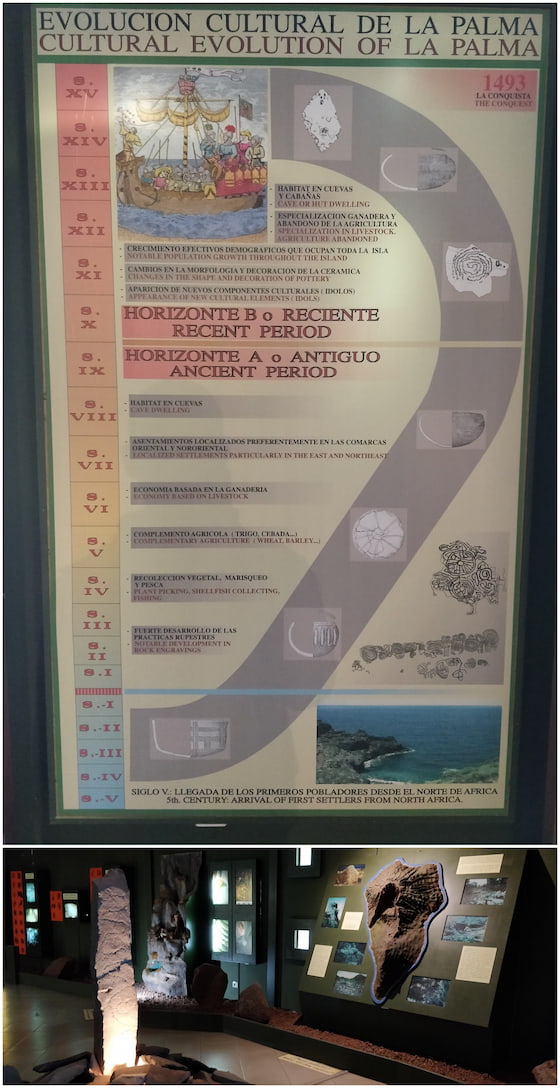 EVOLUCION CULTURAL DE LA PALMA
CULTURAL EVOLUTION OF LA PALMA
S. XV
1493
LA CONQUISTA
THE CONQUEST
S. XIV
S. XIII
- HABITAT EN CUEVAS
Y CABAÑAS
- CAVE OR HUT DWELLING
S. XII
- ESPECIALIZACION GANADERA Y
ABANDONO DE LA AGRICULTURA
- SPECIALIZATION IN LIVESTOCK.
AGRICULTURE ABANDONED
- CRECIMIENTO EFECTIVOS DEMOGRAFICOS QUE OCUPAN TODA LA ISLA
- NOTABLE POPULATION GROWTH THROUGHOUT THE ISLAND
S. XI
- CAMBIOS EN LA MORFOLOGIA Y DECORACION DE LA CERAMICA
- CHANGES IN THE SHAPE AND DECORATION OF POTTERY
- APARICION DE NUEVOS COMPONENTES CULTURALES (IDOLOS)
- APPEARANCE OF NEW CULTURAL ELEMENTS (IDOLS)
S. X
HORIZONTE B o RECIENTE
RECENT PERIOD
S. IX
HORIZONTE A o ANTIGUO
ANCIENT PERIOD
S. VIII
- HABITAT EN CUEVAS
- CAVE DWELLING
S. VII
- ASENTAMIENTOS LOCALIZADOS PREFERENTEMENTE EN LAS COMARCAS
ORIENTAL Y NORORIENTAL
- LOCALIZED SETTLEMENTS PARTICULARLY IN THE EAST AND NORTHEAST
S. VI
- ECONOMIA BASADA EN LA GANADERIA
- ECONOMY BASED ON LIVESTOCK
S. V
- COMPLEMENTO AGRICOLA (TRIGO, CEBADA...)
- COMPLEMENTARY AGRICULTURE (WHEAT, BARLEY...)
S. IV
- RECOLECCION VEGETAL, MARISQUEO
Y PESCA
- PLANT PICKING, SHELLFISH COLLECTING,
FISHING
S. III
- FUERTE DESARROLLO DE LAS
PRACTICAS RUPESTRES
S. II
- NOTABLE DEVELOPMENT IN
ROCK ENGRAVINGS
S. I
S.-I
S.-II
S.-III
S.-IV
S.-V
SIGLO V.: LLEGADA DE LOS PRIMEROS POBLADORES DESDE EL NORTE DE AFRICA
5th. CENTURY: ARRIVAL OF FIRST SETTLERS FROM NORTH AFRICA.